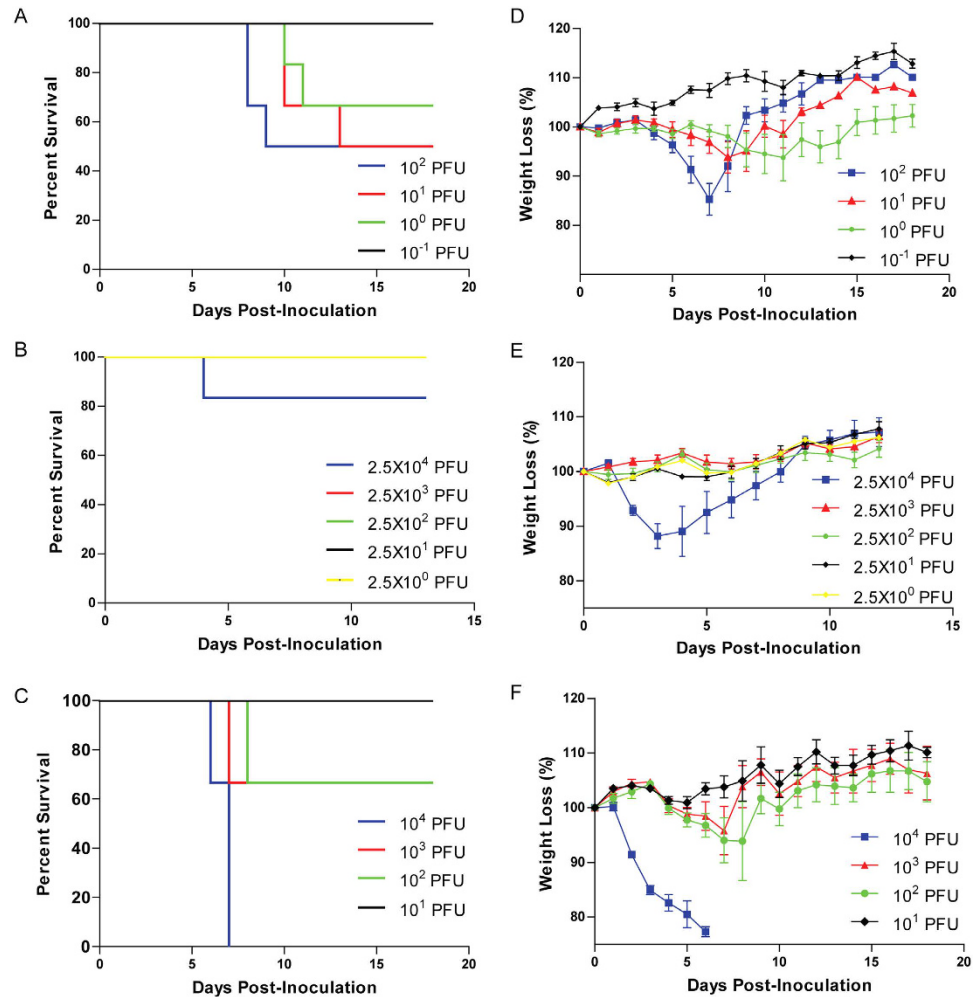 A
100
80
60
40
20
0
Percent Survival
10² PFU
10¹ PFU
10⁰ PFU
10⁻¹ PFU
0 5 10 15 20
Days Post-Inoculation
D
120
110
100
90
80
Weight Loss (%)
10² PFU
10¹ PFU
10⁰ PFU
10⁻¹ PFU
0 5 10 15 20
Days Post-Inoculation
B
100
80
60
40
20
0
Percent Survival
2.5X10⁴ PFU
2.5X10³ PFU
2.5X10² PFU
2.5X10¹ PFU
2.5X10⁰ PFU
0 5 10 15
Days Post-Inoculation
E
120
110
100
90
80
Weight Loss (%)
2.5X10⁴ PFU
2.5X10³ PFU
2.5X10² PFU
2.5X10¹ PFU
2.5X10⁰ PFU
0 5 10 15
Days Post-Inoculation
C
100
80
60
40
20
0
Percent Survival
10⁴ PFU
10³ PFU
10² PFU
10¹ PFU
0 5 10 15 20
Days Post-Inoculation
F
120
110
100
90
80
Weight Loss (%)
10⁴ PFU
10³ PFU
10² PFU
10¹ PFU
0 5 10 15 20
Days Post-Inoculation